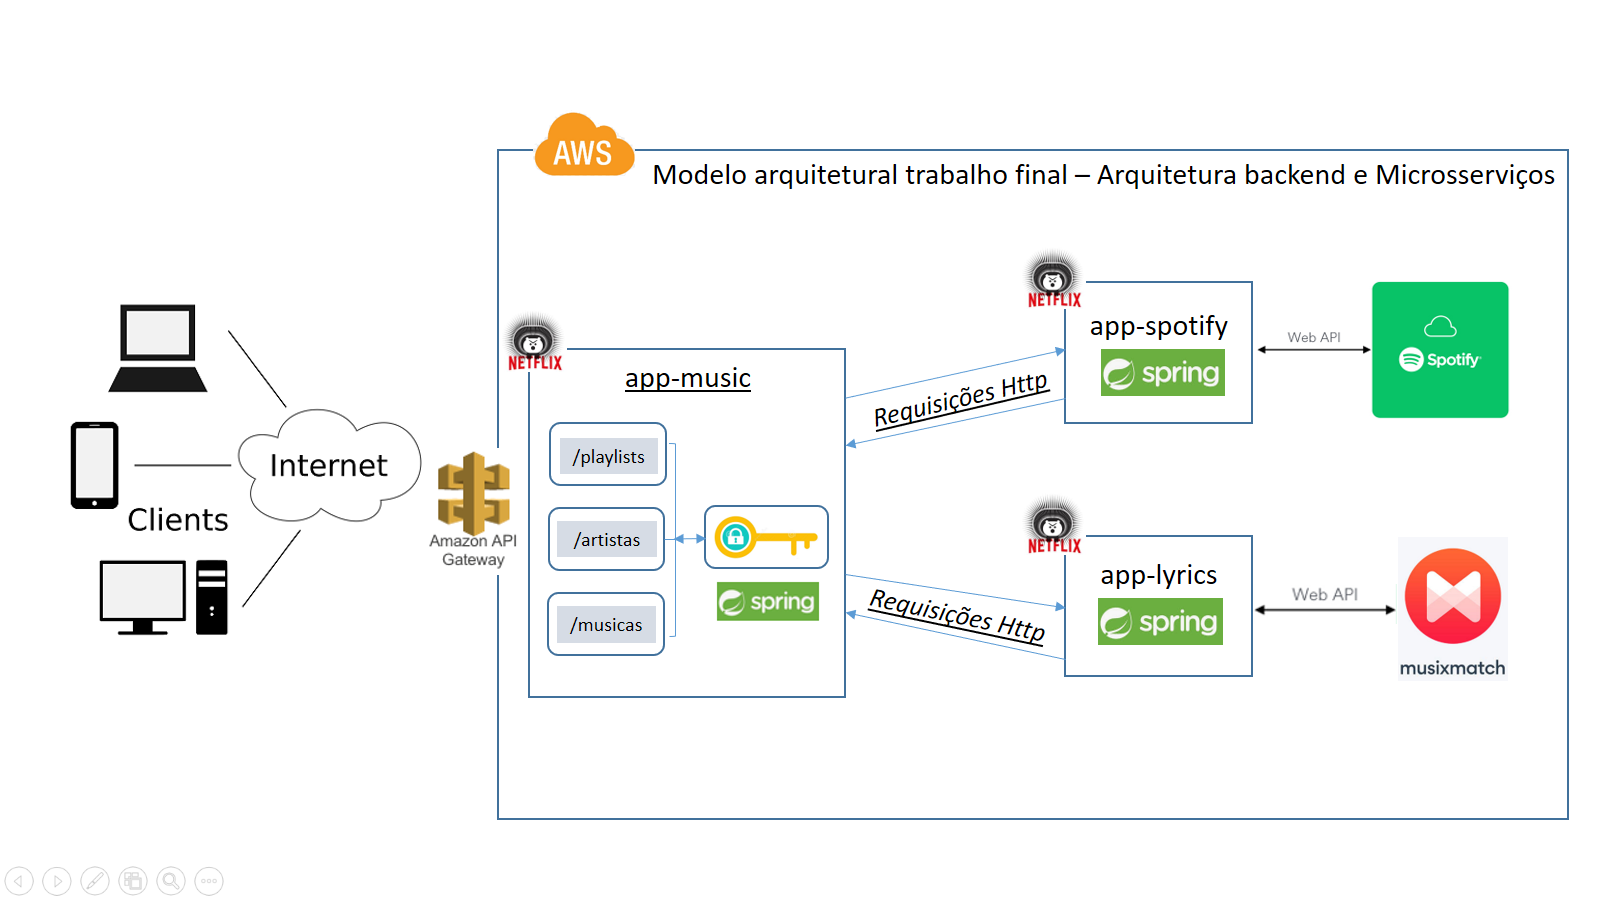 AWS
Modelo arquitetural trabalho final – Arquitetura backend e Microsserviços
Internet
Clients
Amazon API
Gateway
NETFLIX
app-music
/playlists
/artistas
/musicas
spring
Requisições Http
Requisições Http
NETFLIX
app-spotify
spring
Web API
Spotify
NETFLIX
app-lyrics
spring
Web API
musixmatch